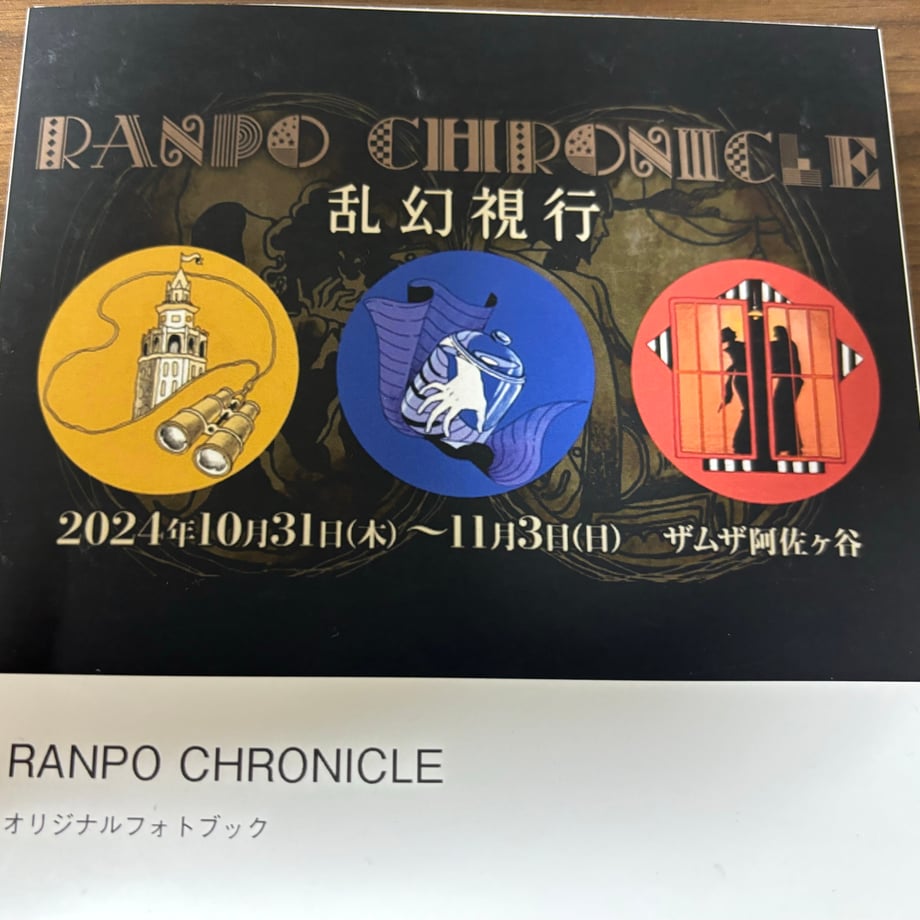 RANPO CHRONICLE
乱幻視行
2024年10月31日(木)〜11月3日(日) ザムザ阿佐ヶ谷
RANPO CHRONICLE
オリジナルフォトブック